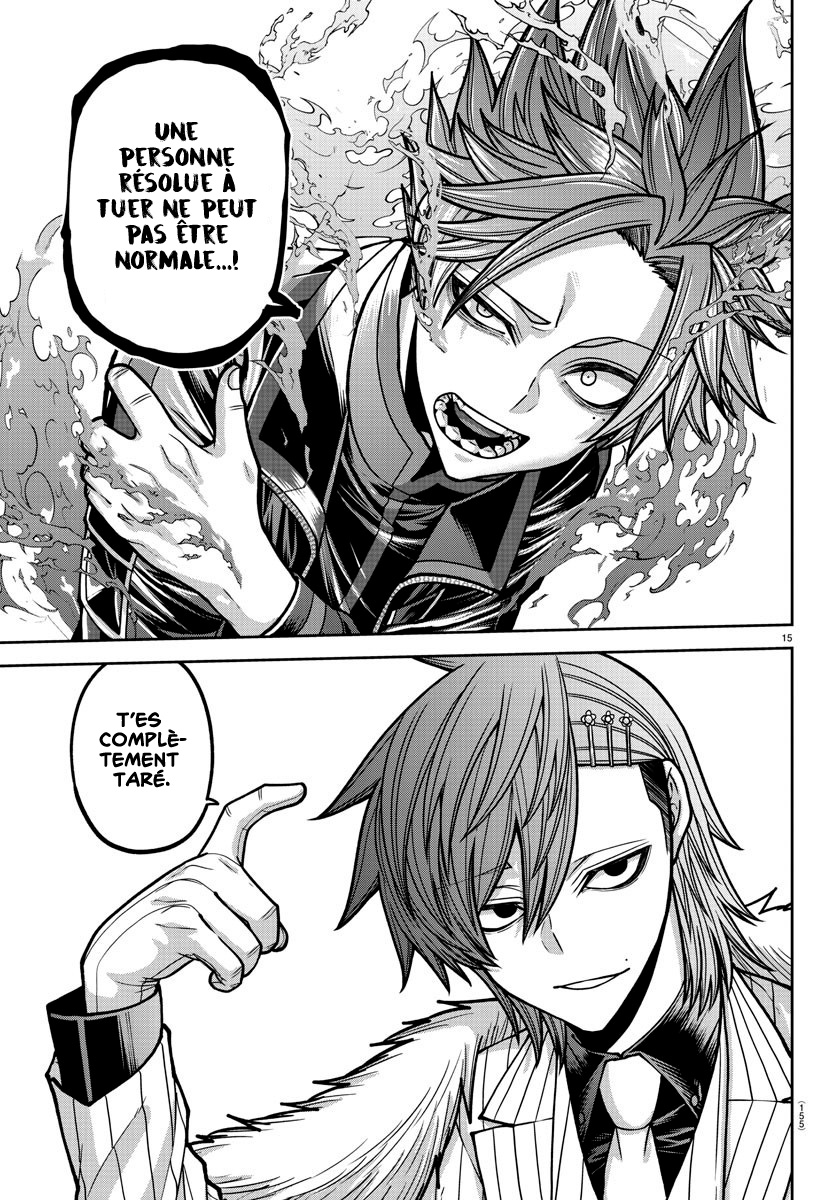 UNE
PERSONNE
RÉSOLUE À
TUER NE PEUT
PAS ÊTRE
NORMALE...!
15
T'ES
COMPLÈ-
TEMENT
TARÉ.
(155)